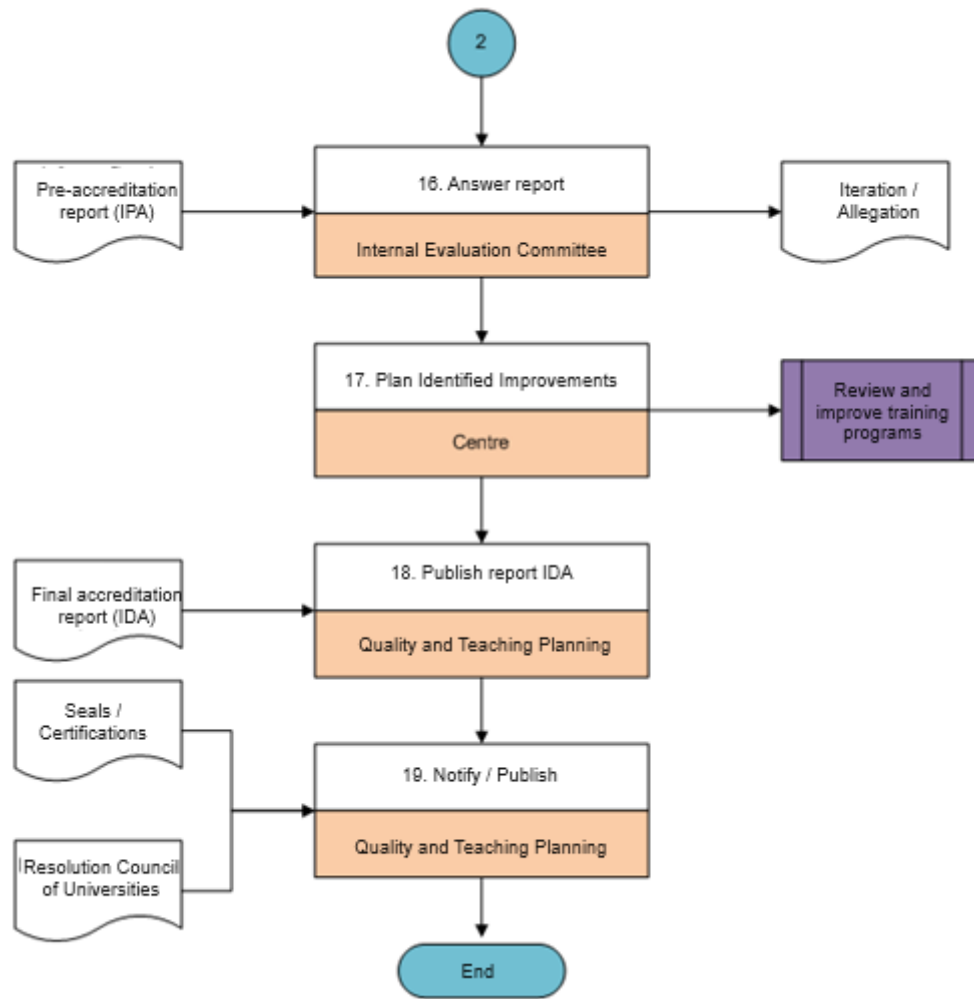 2
16. Answer report
Internal Evaluation Committee
Pre-accreditation
report (IPA)
Iteration /
Allegation
17. Plan Identified Improvements
Centre
Review and
improve training
programs
18. Publish report IDA
Quality and Teaching Planning
Final accreditation
report (IDA)
Seals /
Certifications
19. Notify / Publish
Quality and Teaching Planning
Resolution Council
of Universities
End